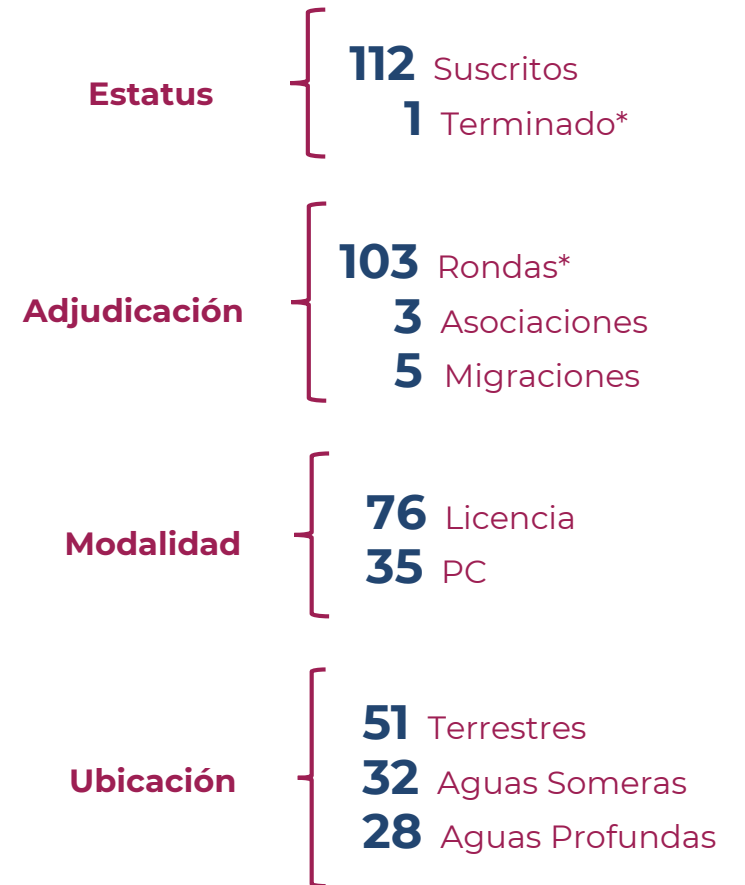 Estatus
112 Suscritos
1 Terminado*
Adjudicación
103 Rondas*
3 Asociaciones
5 Migraciones
Modalidad
76 Licencia
35 PC
Ubicación
51 Terrestres
32 Aguas Someras
28 Aguas Profundas